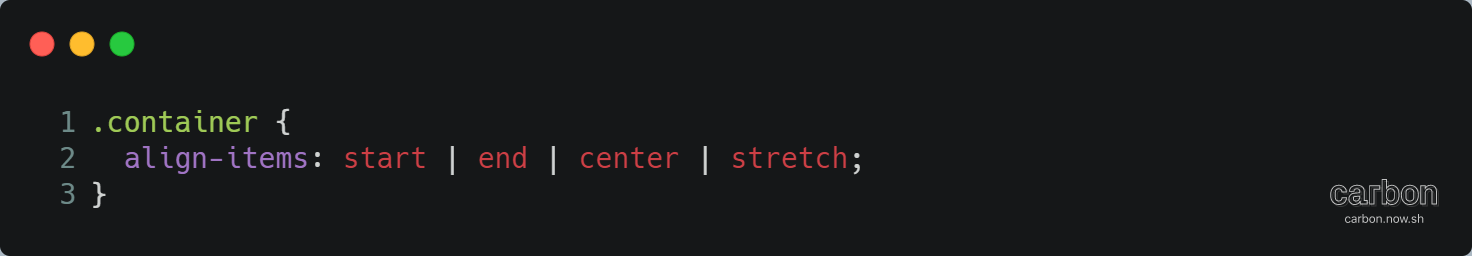 1 .container {
2   align-items: start | end | center | stretch;
3 }
carbon
carbon.now.sh